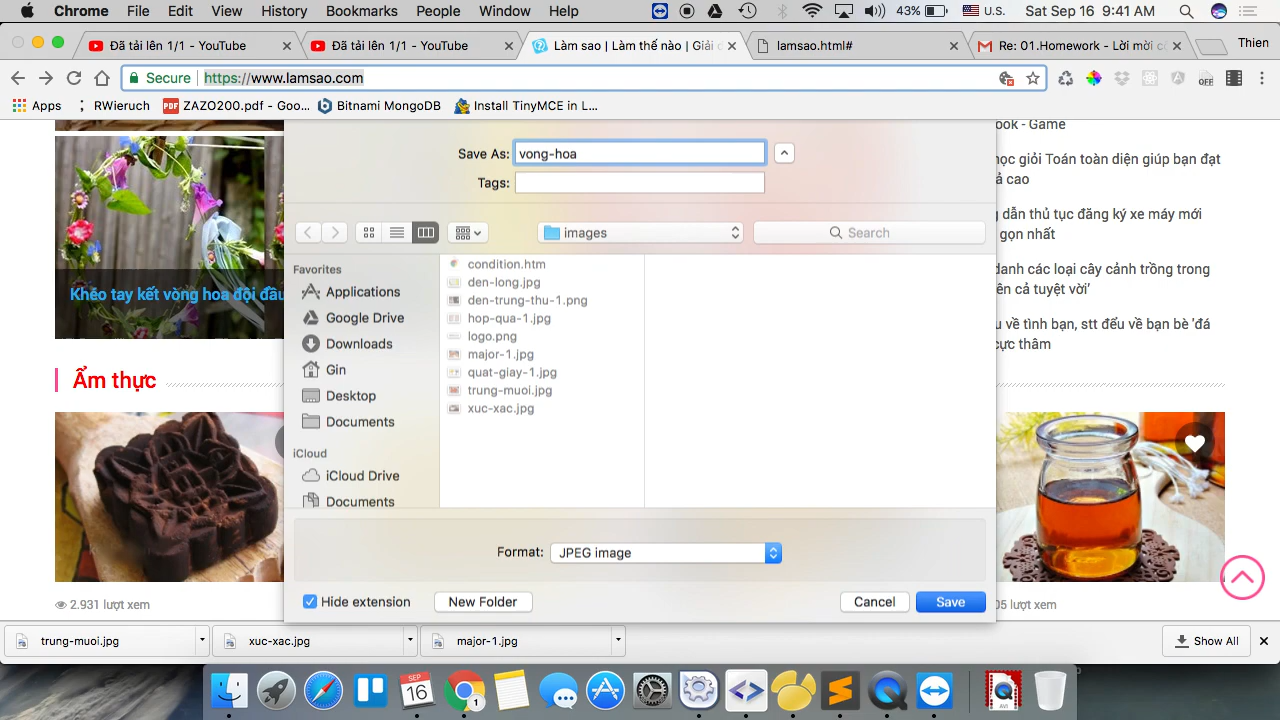 Chrome File Edit View History Bookmarks People Window Help 43% U.S. Sat Sep 16 9:41 AM
Đã tải lên 1/1 - YouTube Đã tải lên 1/1 - YouTube Làm sao | Làm thế nào | Giải đ lamsao.html# Re: 01.Homework - Lời mời c Thien
Secure https://www.lamsao.com OFF
Apps RWieruch ZAZO200.pdf - Goo... Bitnami MongoDB Install TinyMCE in L...
ook - Game
Save As: vong-hoa
học giỏi Toán toàn diện giúp bạn đạt
ả cao
Tags:
g dẫn thủ tục đăng ký xe máy mới
gọn nhất
images Search
Favorites
Applications
Google Drive
Downloads
Gin
Desktop
Documents
iCloud
iCloud Drive
Documents
condition.htm
den-long.jpg
den-trung-thu-1.png
hop-qua-1.jpg
logo.png
major-1.jpg
quat-giay-1.jpg
trung-muoi.jpg
xuc-xac.jpg
danh các loại cây cảnh trồng trong
ên cả tuyệt vời’
u về tình bạn, stt đểu về bạn bè 'đá
cực thâm
Khéo tay kết vòng hoa đội đầu
Ẩm thực
Format: JPEG image
Hide extension New Folder Cancel Save
2.931 lượt xem
05 lượt xem
trung-muoi.jpg xuc-xac.jpg major-1.jpg Show All
SEP
16
1
AVI